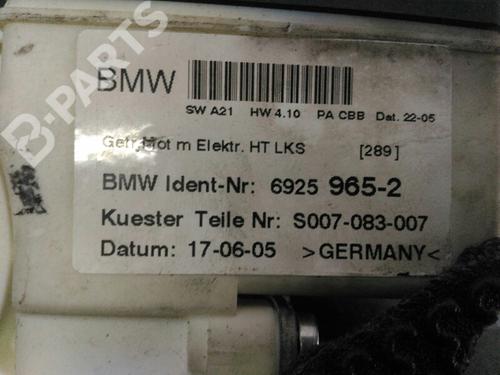 BMW
SW A21 HW 4.10 PA CBB Dat. 22-05
Getr.Mot m Elektr. HT LKS [289]
BMW Ident-Nr: 6925 965-2
Kuester Teile Nr: S007-083-007
Datum: 17-06-05 >GERMANY<
B-PARTS